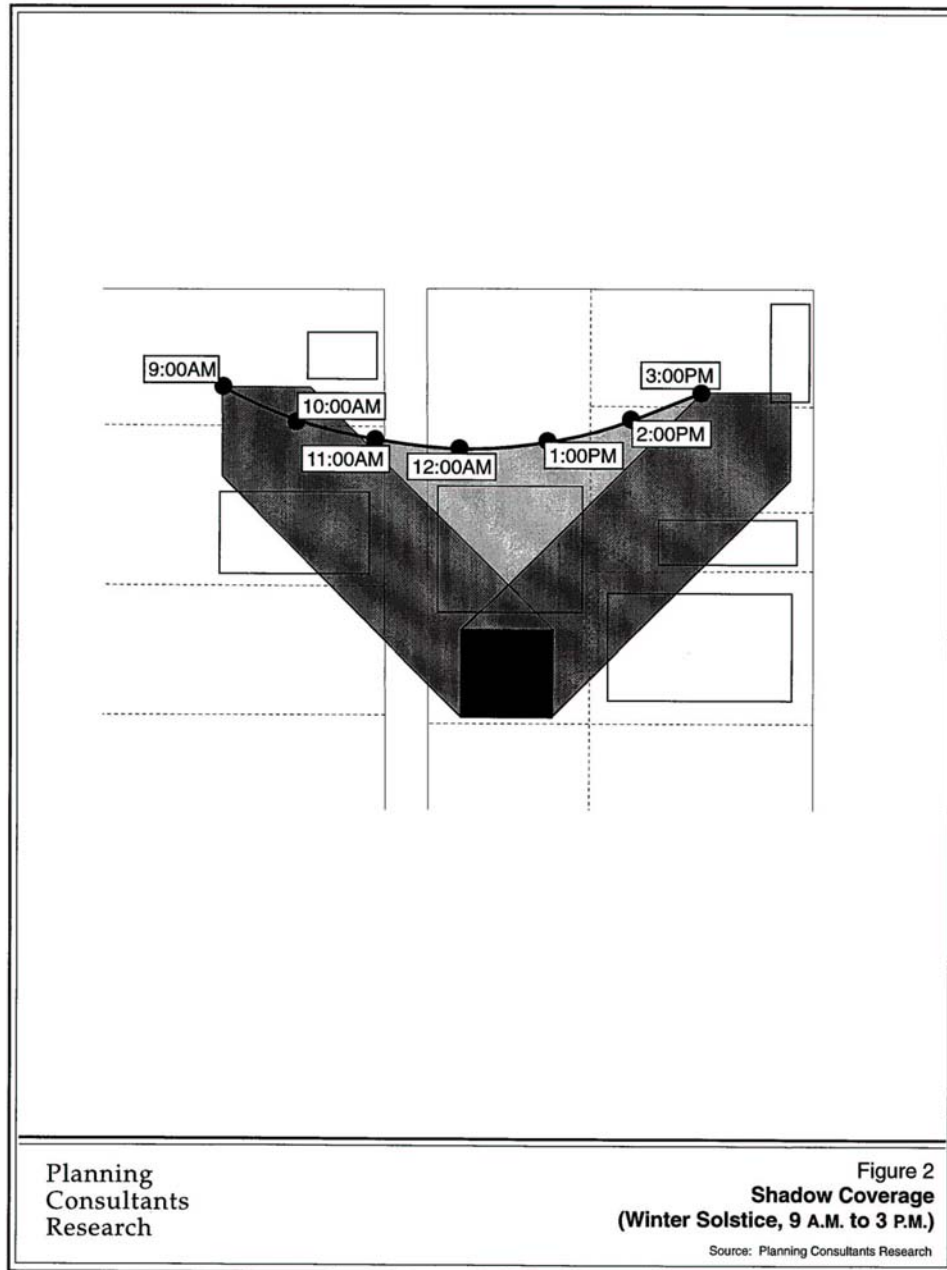 9:00AM
10:00AM
11:00AM
12:00AM
1:00PM
2:00PM
3:00PM
Planning
Consultants
Research
Figure 2
Shadow Coverage
(Winter Solstice, 9 A.M. to 3 P.M.)
Source: Planning Consultants Research